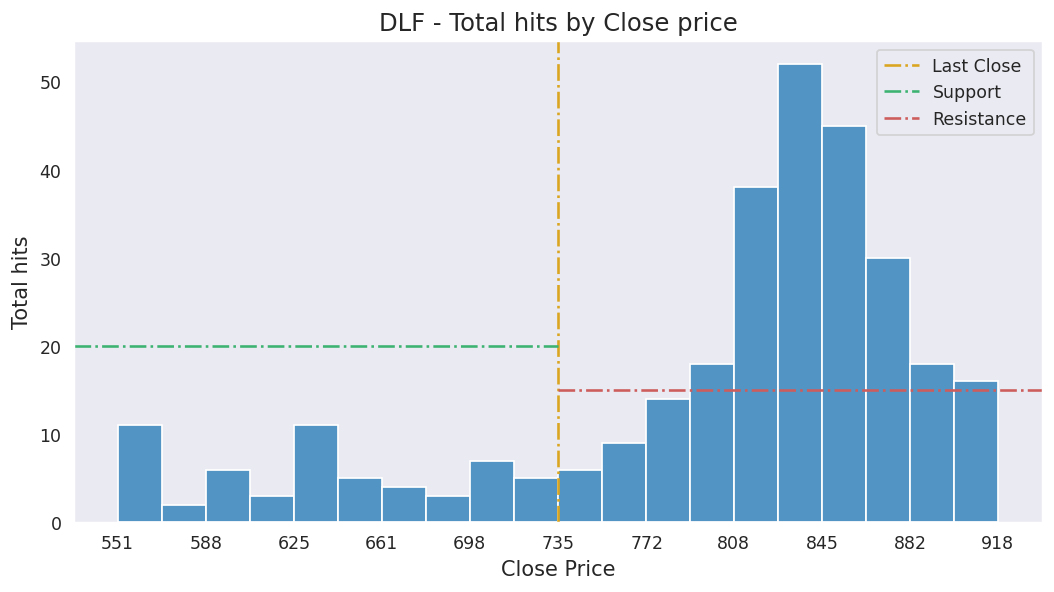 DLF - Total hits by Close price
Last Close
Support
Resistance
Total hits
50
40
30
20
10
0
551 588 625 661 698 735 772 808 845 882 918
Close Price